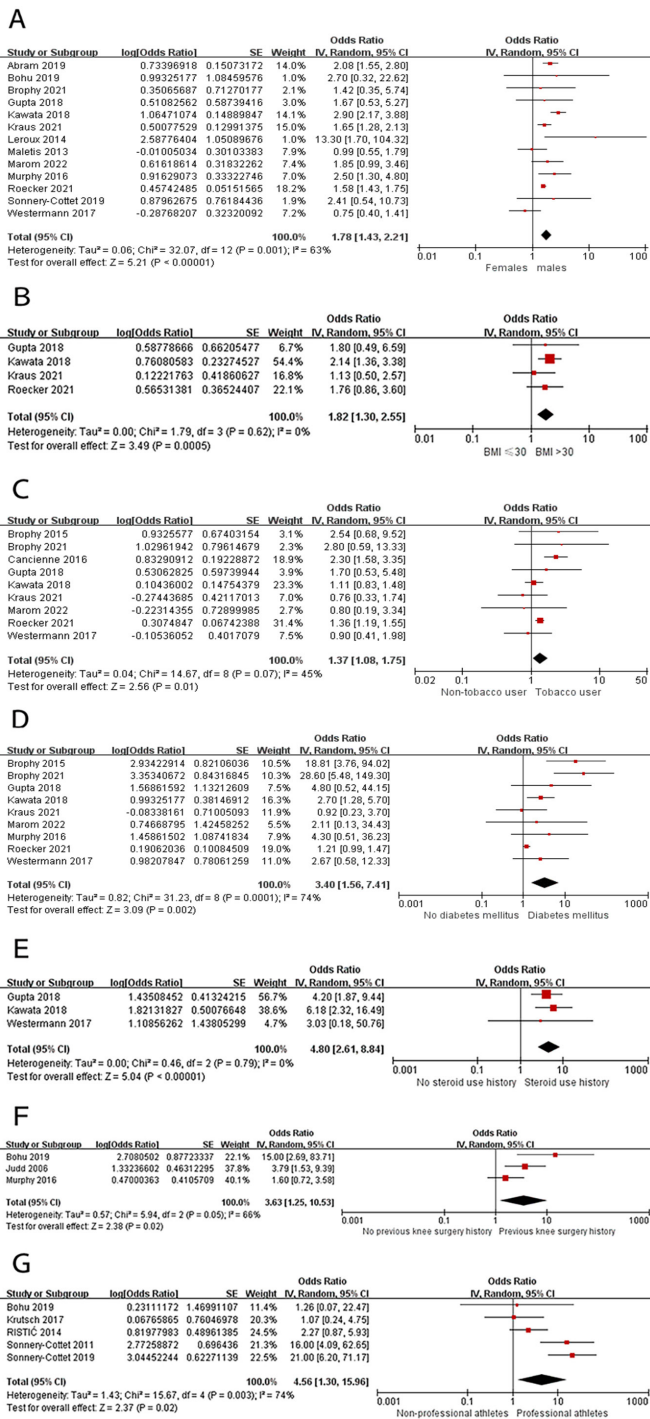 A
Odds Ratio Odds Ratio
Study or Subgroup log[Odds Ratio] SE Weight IV, Random, 95% CI IV, Random, 95% CI
Abram 2019 0.73396918 0.15073172 14.0% 2.08 [1.55, 2.80]
Bohu 2019 0.99325177 1.08459576 1.0% 2.70 [0.32, 22.62]
Brophy 2021 0.35065687 0.71270177 2.1% 1.42 [0.35, 5.74]
Gupta 2018 0.51082562 0.58739416 3.0% 1.67 [0.53, 5.27]
Kawata 2018 1.06471074 0.14889847 14.1% 2.90 [2.17, 3.88]
Kraus 2021 0.50077529 0.12991375 15.0% 1.65 [1.28, 2.13]
Leroux 2014 2.58776404 1.05089676 1.1% 13.30 [1.70, 104.32]
Maletis 2013 -0.01005034 0.30103383 7.9% 0.99 [0.55, 1.79]
Marom 2022 0.61618614 0.31832262 7.4% 1.85 [0.99, 3.46]
Murphy 2016 0.91629073 0.33322746 7.0% 2.50 [1.30, 4.80]
Roecker 2021 0.45742485 0.05151565 18.2% 1.58 [1.43, 1.75]
Sonnery-Cottet 2019 0.87962675 0.76184436 1.9% 2.41 [0.54, 10.73]
Westermann 2017 -0.28768207 0.32320092 7.2% 0.75 [0.40, 1.41]
Total (95% CI) 100.0% 1.78 [1.43, 2.21]
Heterogeneity: Tau² = 0.06; Chi² = 32.07, df = 12 (P = 0.001); I² = 63%
Test for overall effect: Z = 5.21 (P < 0.00001)
0.01 0.1 1 10 100
Females males
B
Odds Ratio Odds Ratio
Study or Subgroup log[Odds Ratio] SE Weight IV, Random, 95% CI IV, Random, 95% CI
Gupta 2018 0.58778666 0.66205477 6.7% 1.80 [0.49, 6.59]
Kawata 2018 0.76080583 0.23274527 54.4% 2.14 [1.36, 3.38]
Kraus 2021 0.12221763 0.41860627 16.8% 1.13 [0.50, 2.57]
Roecker 2021 0.56531381 0.36524407 22.1% 1.76 [0.86, 3.60]
Total (95% CI) 100.0% 1.82 [1.30, 2.55]
Heterogeneity: Tau² = 0.00; Chi² = 1.79, df = 3 (P = 0.62); I² = 0%
Test for overall effect: Z = 3.49 (P = 0.0005)
0.01 0.1 1 10 100
BMI ≤30 BMI >30
C
Odds Ratio Odds Ratio
Study or Subgroup log[Odds Ratio] SE Weight IV, Random, 95% CI IV, Random, 95% CI
Brophy 2015 0.9325577 0.67403154 3.1% 2.54 [0.68, 9.52]
Brophy 2021 1.02961942 0.79614679 2.3% 2.80 [0.59, 13.33]
Cancienne 2016 0.83290912 0.19228872 18.9% 2.30 [1.58, 3.35]
Gupta 2018 0.53062825 0.59739944 3.8% 1.70 [0.53, 5.48]
Kawata 2018 0.10436002 0.14754379 23.3% 1.11 [0.83, 1.48]
Kraus 2021 -0.27443685 0.42117013 7.0% 0.76 [0.33, 1.74]
Marom 2022 -0.22314355 0.72899985 2.7% 0.80 [0.19, 3.34]
Roecker 2021 0.3074847 0.06742388 31.4% 1.36 [1.19, 1.55]
Westermann 2017 -0.10536052 0.4017079 7.5% 0.90 [0.41, 1.98]
Total (95% CI) 100.0% 1.37 [1.08, 1.75]
Heterogeneity: Tau² = 0.04; Chi² = 14.67, df = 8 (P = 0.07); I² = 45%
Test for overall effect: Z = 2.56 (P = 0.01)
0.02 0.1 1 10 50
Non-tobacco user Tobacco user
D
Odds Ratio Odds Ratio
Study or Subgroup log[Odds Ratio] SE Weight IV, Random, 95% CI IV, Random, 95% CI
Brophy 2015 2.93422914 0.82106036 10.5% 18.81 [3.76, 94.02]
Brophy 2021 3.35340672 0.84316845 10.3% 28.60 [5.48, 149.30]
Gupta 2018 1.56861592 1.13212609 7.5% 4.80 [0.52, 44.15]
Kawata 2018 0.99325177 0.38146912 16.3% 2.70 [1.28, 5.70]
Kraus 2021 -0.08338161 0.71005093 11.8% 0.92 [0.23, 3.70]
Marom 2022 0.74668795 1.42458252 5.5% 2.11 [0.13, 34.43]
Murphy 2016 1.45861502 1.08741834 7.9% 4.30 [0.51, 36.23]
Roecker 2021 0.19062036 0.10084509 19.0% 1.21 [0.99, 1.47]
Westermann 2017 0.98207847 0.78061259 11.0% 2.67 [0.58, 12.33]
Total (95% CI) 100.0% 3.40 [1.56, 7.41]
Heterogeneity: Tau² = 0.82; Chi² = 31.23, df = 8 (P = 0.0001); I² = 74%
Test for overall effect: Z = 3.09 (P = 0.002)
0.001 0.1 1 10 1000
No diabetes mellitus Diabetes mellitus
E
Odds Ratio Odds Ratio
Study or Subgroup log[Odds Ratio] SE Weight IV, Random, 95% CI IV, Random, 95% CI
Gupta 2018 1.43508452 0.41324215 56.7% 4.20 [1.87, 9.44]
Kawata 2018 1.82131827 0.50076648 38.6% 6.18 [2.32, 16.49]
Westermann 2017 1.10856262 1.43805299 4.7% 3.03 [0.18, 50.76]
Total (95% CI) 100.0% 4.80 [2.61, 8.84]
Heterogeneity: Tau² = 0.00; Chi² = 0.46, df = 2 (P = 0.79); I² = 0%
Test for overall effect: Z = 5.04 (P < 0.00001)
0.001 0.1 1 10 1000
No steroid use history Steroid use history
F
Odds Ratio Odds Ratio
Study or Subgroup log[Odds Ratio] SE Weight IV, Random, 95% CI IV, Random, 95% CI
Bohu 2019 2.7080502 0.87723337 22.1% 15.00 [2.69, 83.71]
Judd 2006 1.33236602 0.46312295 37.8% 3.79 [1.53, 9.39]
Murphy 2016 0.47000363 0.4105709 40.1% 1.60 [0.72, 3.58]
Total (95% CI) 100.0% 3.63 [1.25, 10.53]
Heterogeneity: Tau² = 0.57; Chi² = 5.94, df = 2 (P = 0.05); I² = 66%
Test for overall effect: Z = 2.38 (P = 0.02)
0.001 0.1 1 10 1000
No previous knee surgery history Previous knee surgery history
G
Odds Ratio Odds Ratio
Study or Subgroup log[Odds Ratio] SE Weight IV, Random, 95% CI IV, Random, 95% CI
Bohu 2019 0.23111172 1.46991107 11.4% 1.26 [0.07, 22.47]
Krutsch 2017 0.06765865 0.76046978 20.3% 1.07 [0.24, 4.75]
RISTIĆ 2014 0.81977983 0.48961385 24.5% 2.27 [0.87, 5.93]
Sonnery-Cottet 2011 2.77258872 0.696436 21.3% 16.00 [4.09, 62.65]
Sonnery-Cottet 2019 3.04452244 0.62271139 22.5% 21.00 [6.20, 71.17]
Total (95% CI) 100.0% 4.56 [1.30, 15.96]
Heterogeneity: Tau² = 1.43; Chi² = 15.67, df = 4 (P = 0.003); I² = 74%
Test for overall effect: Z = 2.37 (P = 0.02)
0.001 0.1 1 10 1000
Non-professional athletes Professional athletes